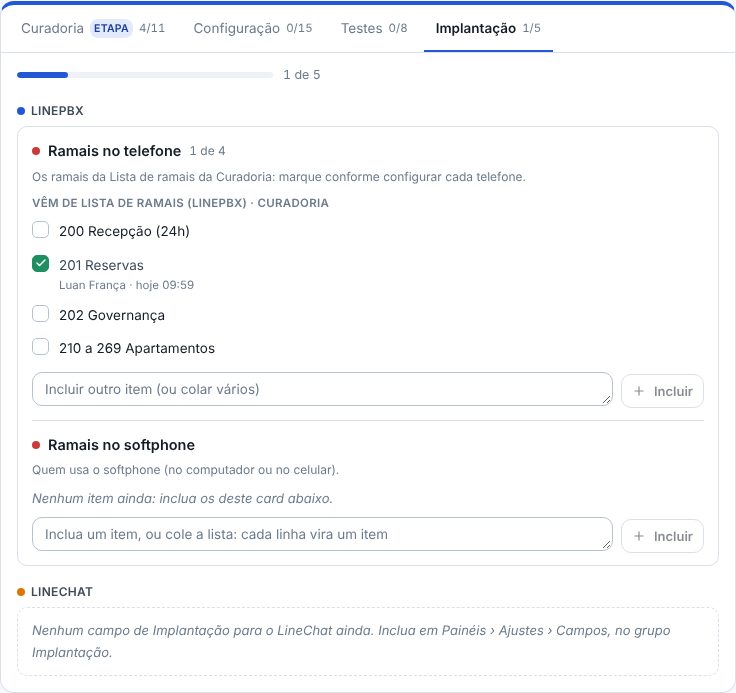 Curadoria ETAPA 4/11 Configuração 0/15 Testes 0/8 Implantação 1/5
1 de 5
LINEPBX
Ramais no telefone 1 de 4
Os ramais da Lista de ramais da Curadoria: marque conforme configurar cada telefone.
VÊM DE LISTA DE RAMAIS (LINEPBX) · CURADORIA
200 Recepção (24h)
201 Reservas
Luan França · hoje 09:59
202 Governança
210 a 269 Apartamentos
Incluir outro item (ou colar vários) + Incluir
Ramais no softphone
Quem usa o softphone (no computador ou no celular).
Nenhum item ainda: inclua os deste card abaixo.
Inclua um item, ou cole a lista: cada linha vira um item + Incluir
LINECHAT
Nenhum campo de Implantação para o LineChat ainda. Inclua em Painéis › Ajustes › Campos, no grupo
Implantação.